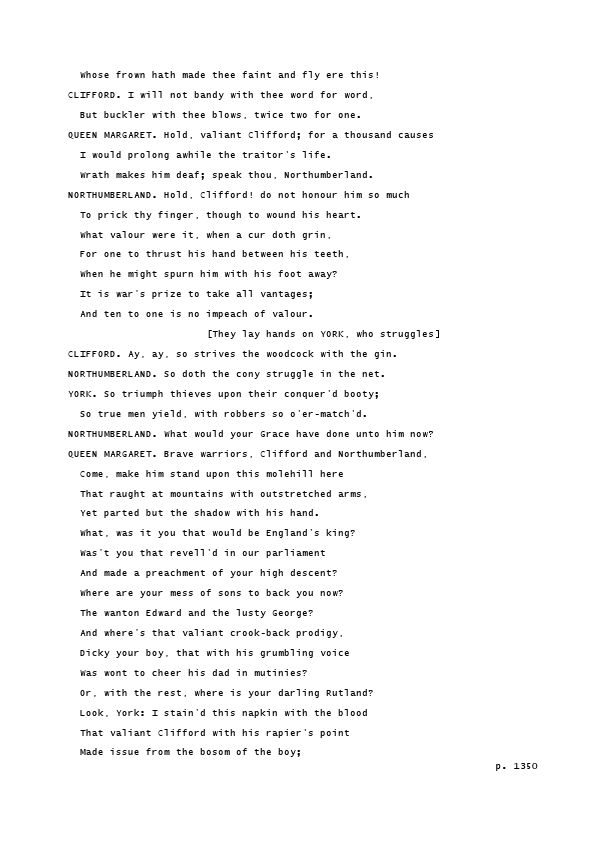 Whose frown hath made thee faint and fly ere this!
CLIFFORD. I will not bandy with thee word for word,
But buckler with thee blows, twice two for one.
QUEEN MARGARET. Hold, valiant Clifford; for a thousand causes
I would prolong awhile the traitor's life.
Wrath makes him deaf; speak thou, Northumberland.
NORTHUMBERLAND. Hold, Clifford! do not honour him so much
To prick thy finger, though to wound his heart.
What valour were it, when a cur doth grin,
For one to thrust his hand between his teeth,
When he might spurn him with his foot away?
It is war's prize to take all vantages;
And ten to one is no impeach of valour.
[They lay hands on YORK, who struggles]
CLIFFORD. Ay, ay, so strives the woodcock with the gin.
NORTHUMBERLAND. So doth the cony struggle in the net.
YORK. So triumph thieves upon their conquer'd booty;
So true men yield, with robbers so o'er-match'd.
NORTHUMBERLAND. What would your Grace have done unto him now?
QUEEN MARGARET. Brave warriors, Clifford and Northumberland,
Come, make him stand upon this molehill here
That raught at mountains with outstretched arms,
Yet parted but the shadow with his hand.
What, was it you that would be England's king?
Was't you that revell'd in our parliament
And made a preachment of your high descent?
Where are your mess of sons to back you now?
The wanton Edward and the lusty George?
And where's that valiant crook-back prodigy,
Dicky your boy, that with his grumbling voice
Was wont to cheer his dad in mutinies?
Or, with the rest, where is your darling Rutland?
Look, York: I stain'd this napkin with the blood
That valiant Clifford with his rapier's point
Made issue from the bosom of the boy;
p. 1350